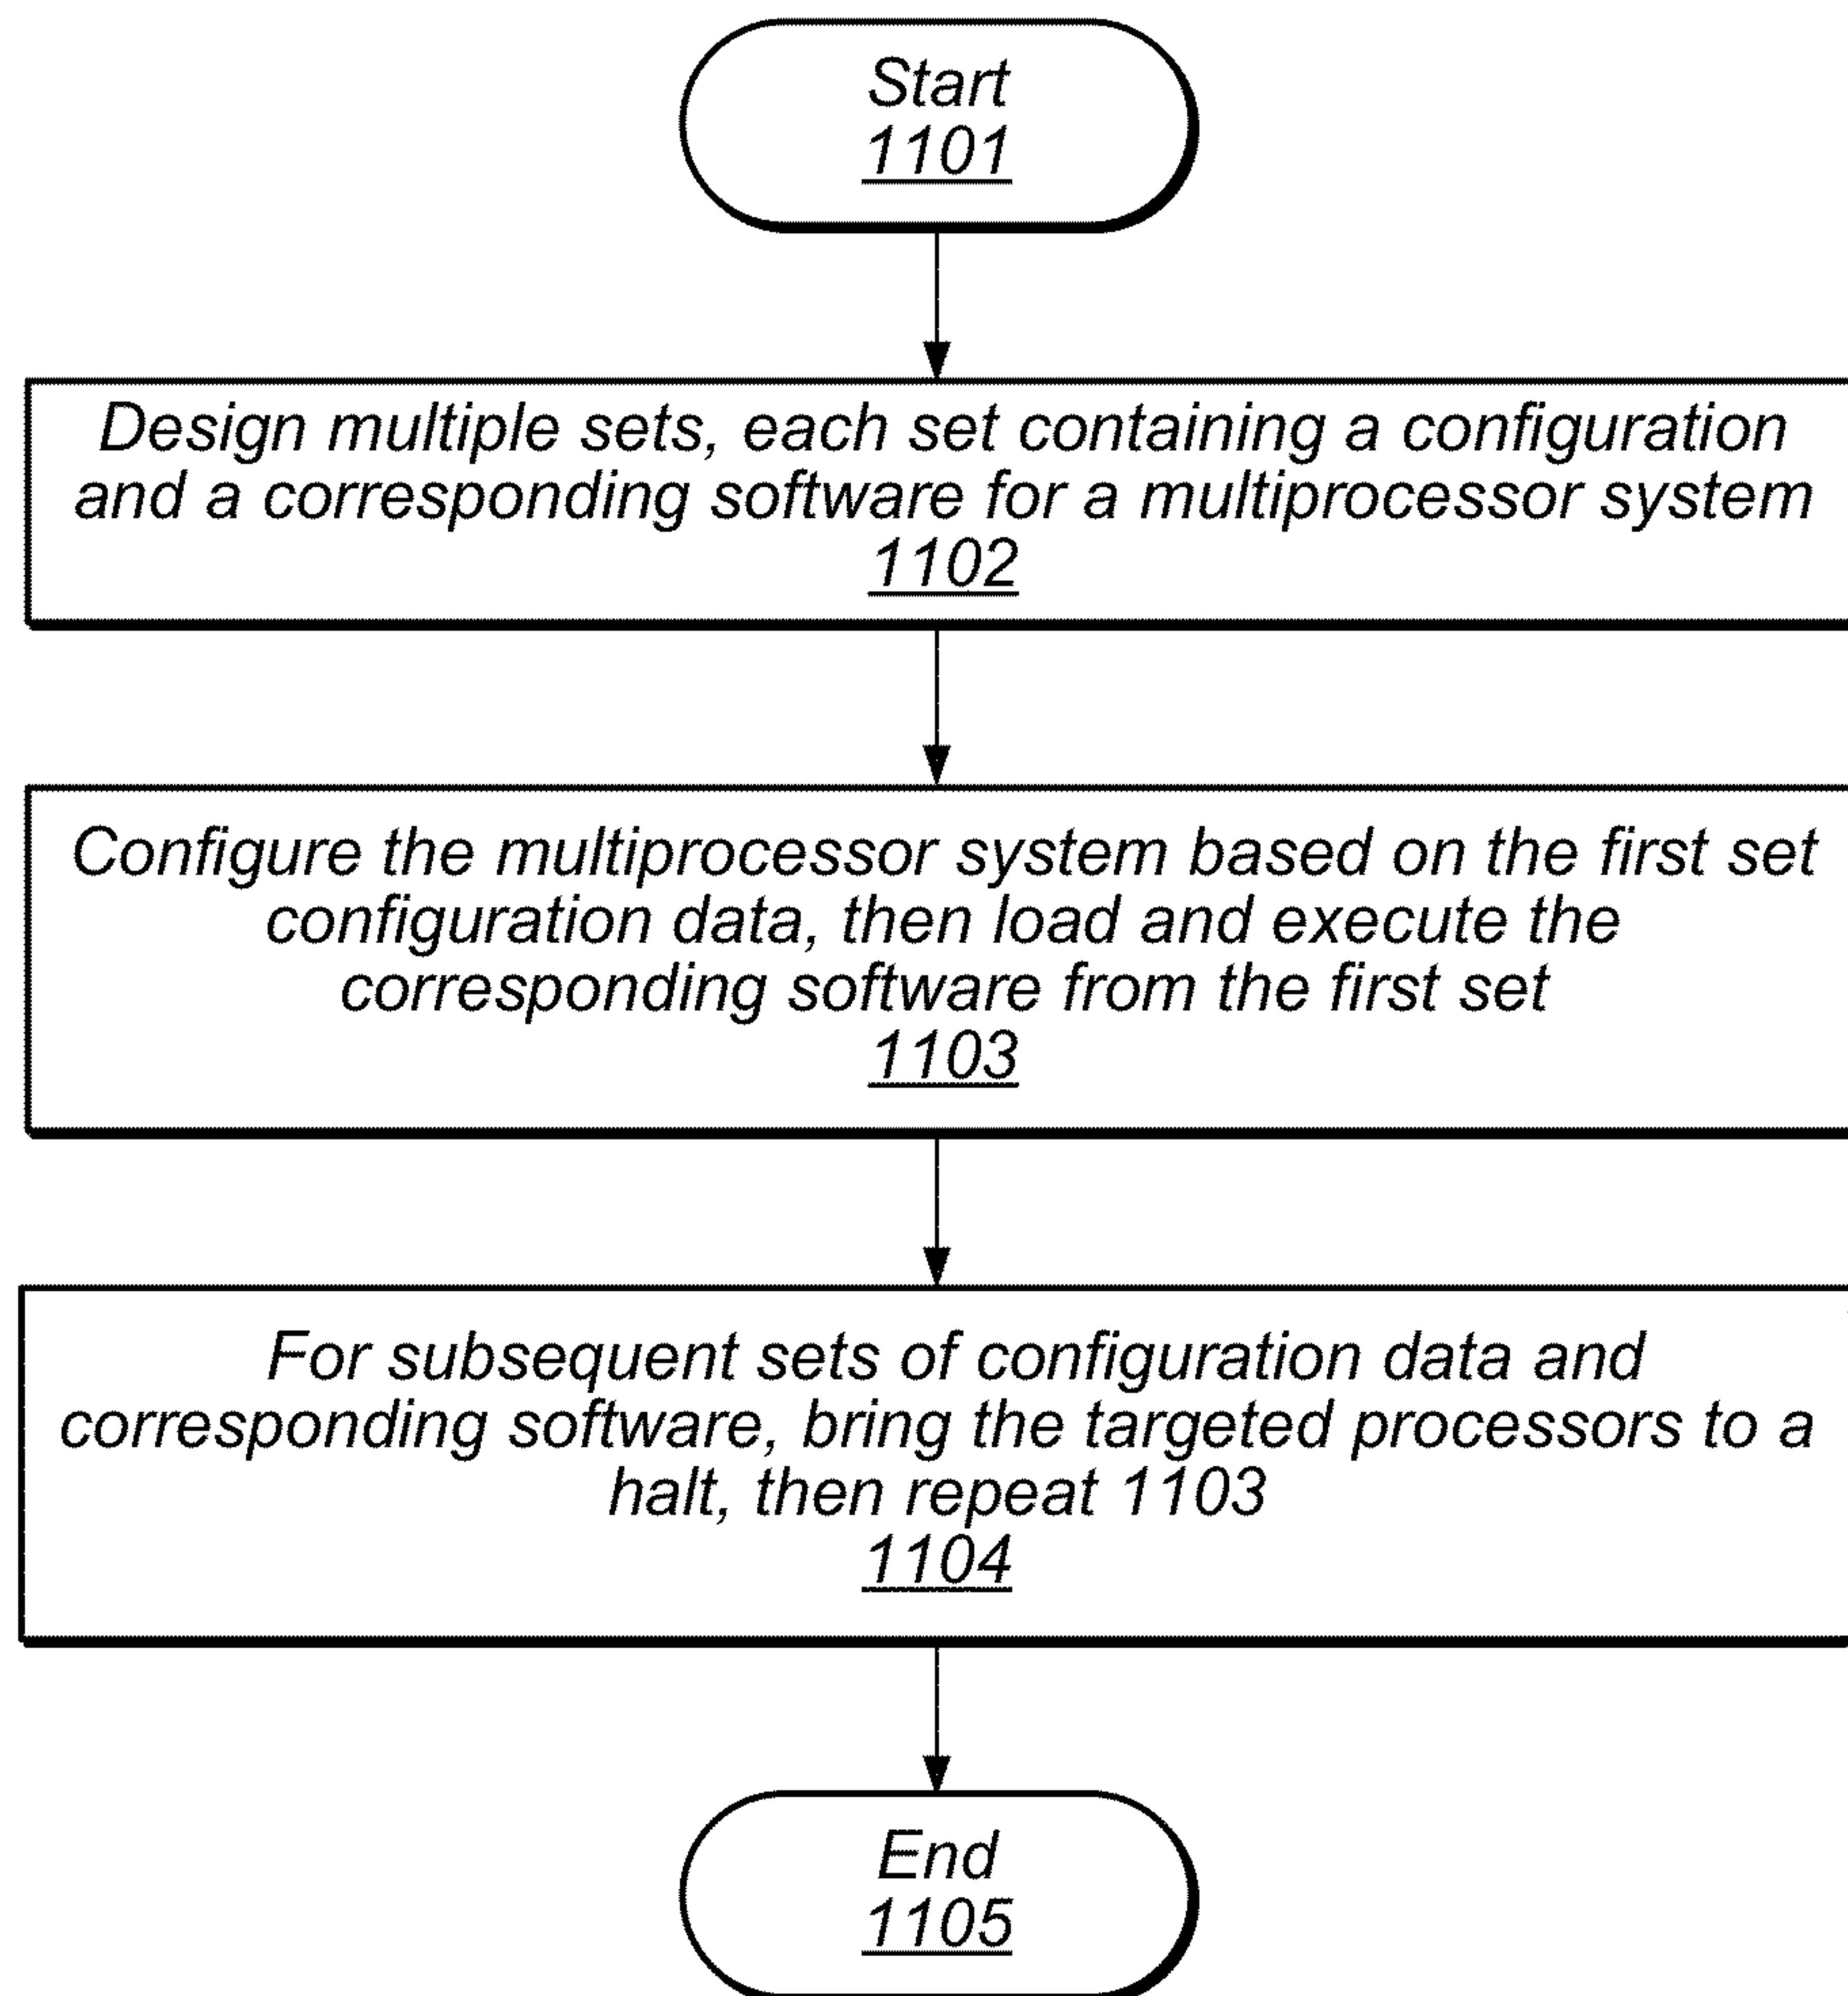 Start
1101
Design multiple sets, each set containing a configuration
and a corresponding software for a multiprocessor system
1102
Configure the multiprocessor system based on the first set
configuration data, then load and execute the
corresponding software from the first set
1103
For subsequent sets of configuration data and
corresponding software, bring the targeted processors to a
halt, then repeat 1103
1104
End
1105